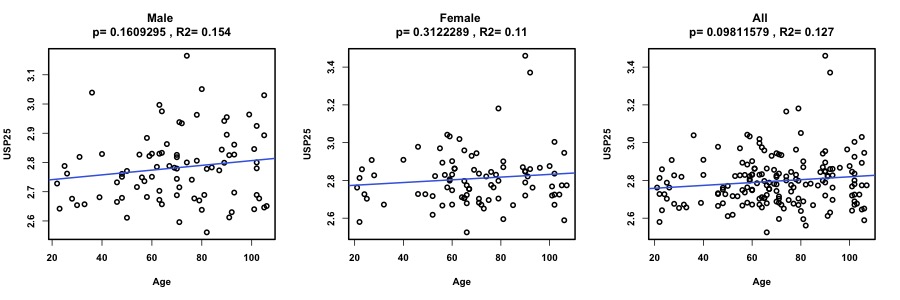 Male
p= 0.1609295 , R2= 0.154
USP25
3.1
3.0
2.9
2.8
2.7
2.6
20 40 60 80 100
Age
Female
p= 0.3122289 , R2= 0.11
USP25
3.4
3.2
3.0
2.8
2.6
20 40 60 80 100
Age
All
p= 0.09811579 , R2= 0.127
USP25
3.4
3.2
3.0
2.8
2.6
20 40 60 80 100
Age